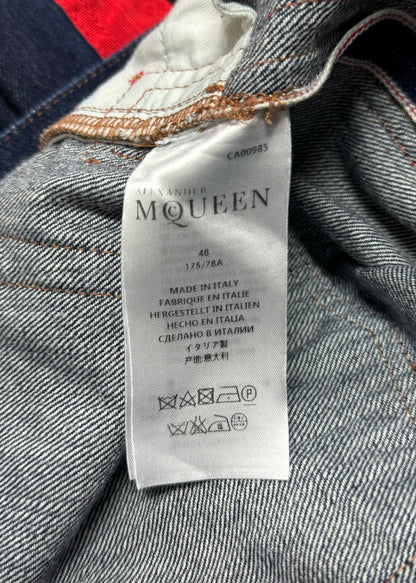 CA00985
ALEXANDER
McQUEEN
48
175/78A
MADE IN ITALY
FABRIQUE EN ITALIE
HERGESTELLT IN ITALIEN
HECHO EN ITALIA
СДЕЛАНО В ИТАЛИИ
イタリア製
产地:意大利
P